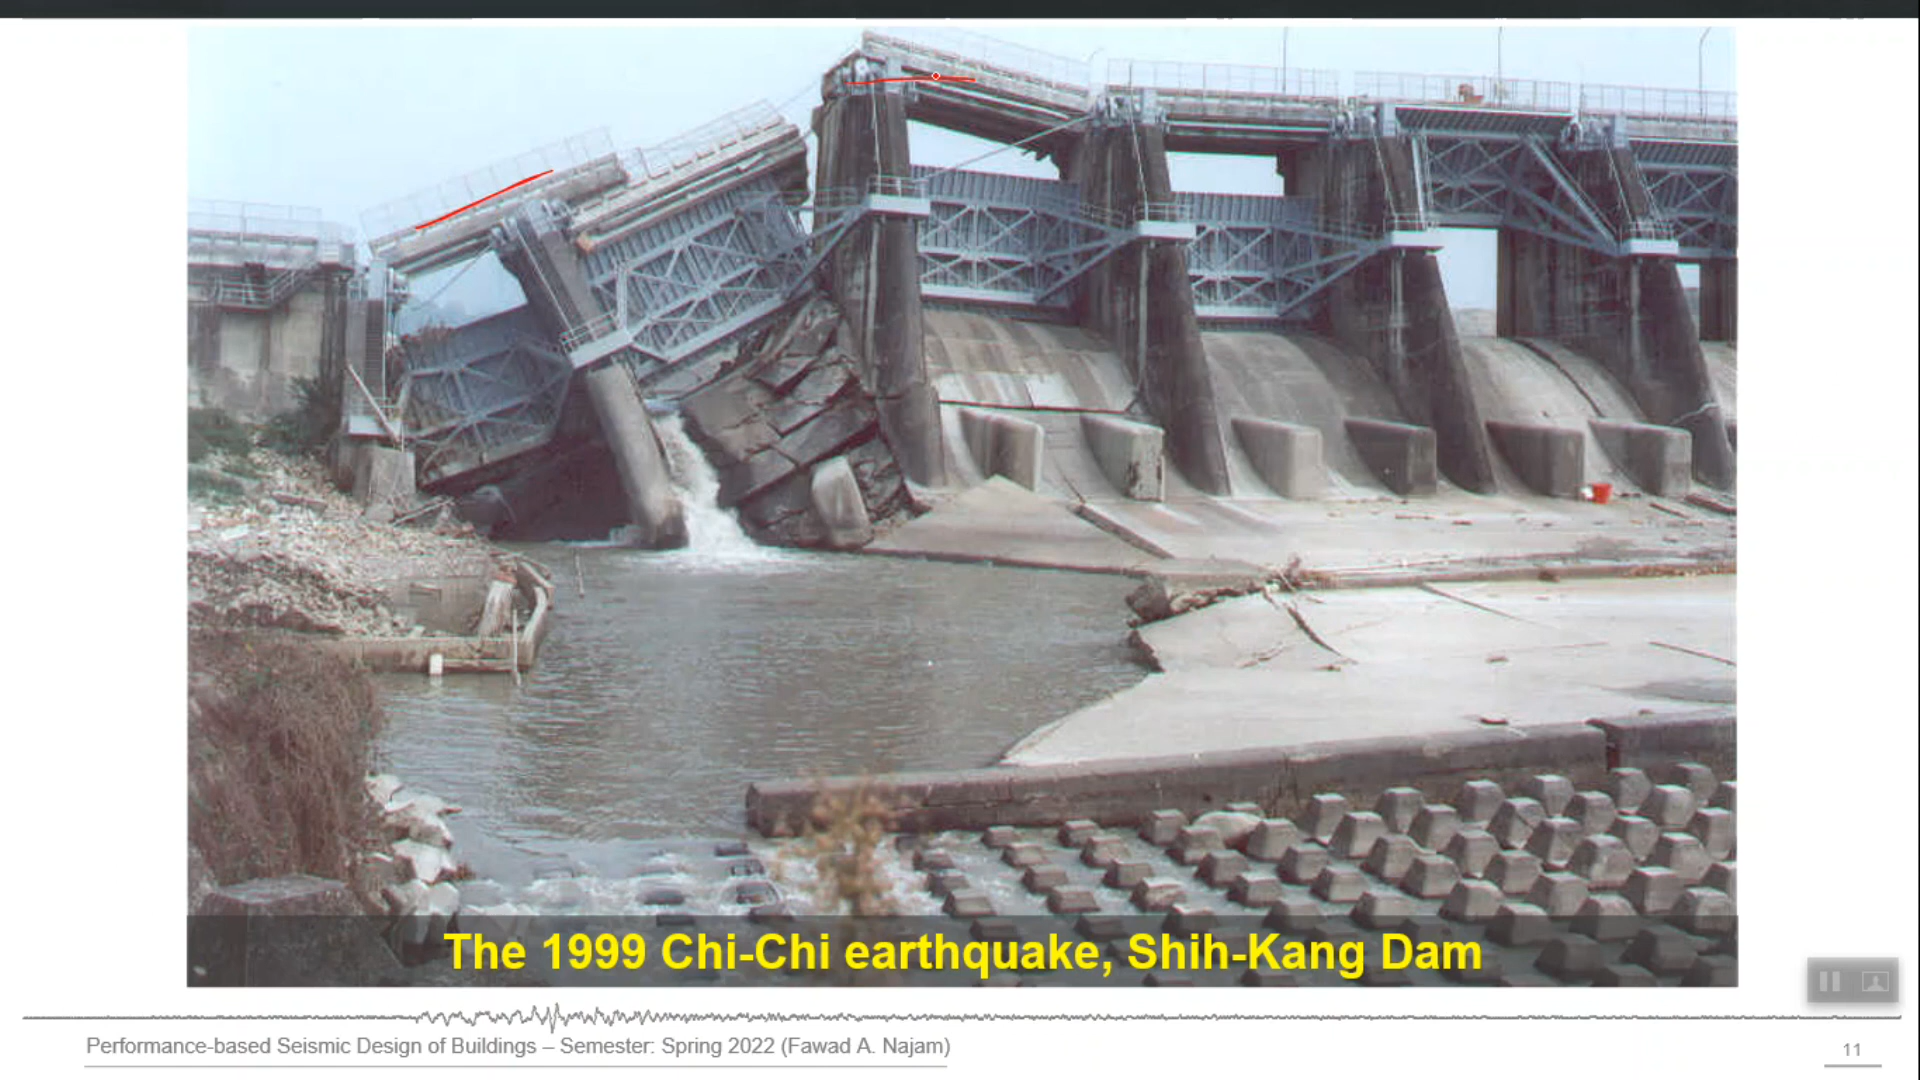 The 1999 Chi-Chi earthquake, Shih-Kang Dam
Performance-based Seismic Design of Buildings – Semester: Spring 2022 (Fawad A. Najam)
11